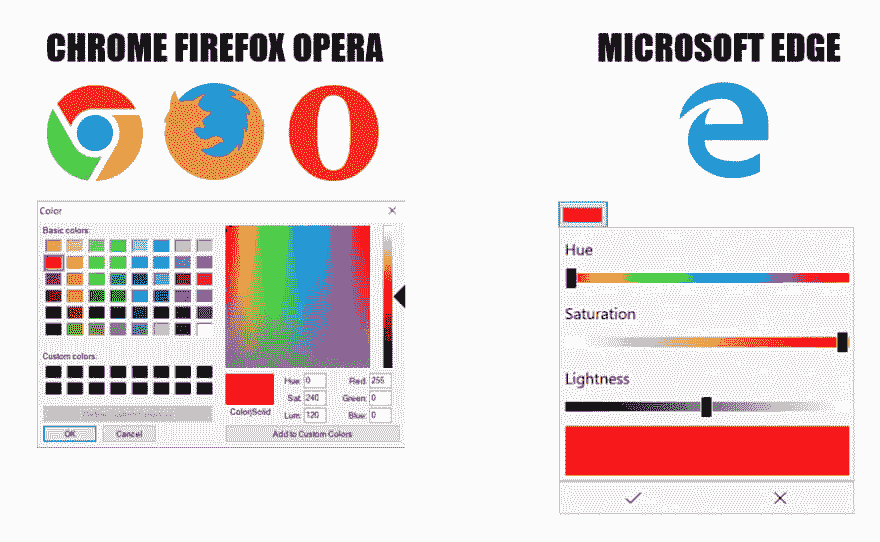 CHROME FIREFOX OPERA
MICROSOFT EDGE
Color
Basic colors:
Custom colors:
OK
Cancel
Color|Solid
Hue: 0
Sat: 240
Lum: 120
Red: 255
Green: 0
Blue: 0
Add to Custom Colors
Hue
Saturation
Lightness